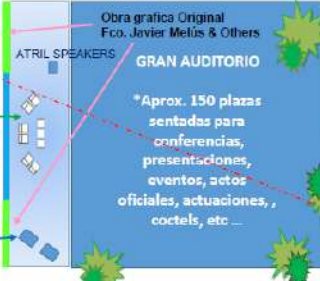 Obra grafica Original
Fco. Javier Melús & Others
ATRIL SPEAKERS
GRAN AUDITORIO
*Aprox. 150 plazas
sentadas para
conferencias,
presentaciones,
eventos, actos
oficiales, actuaciones, ,
coctels, etc ...